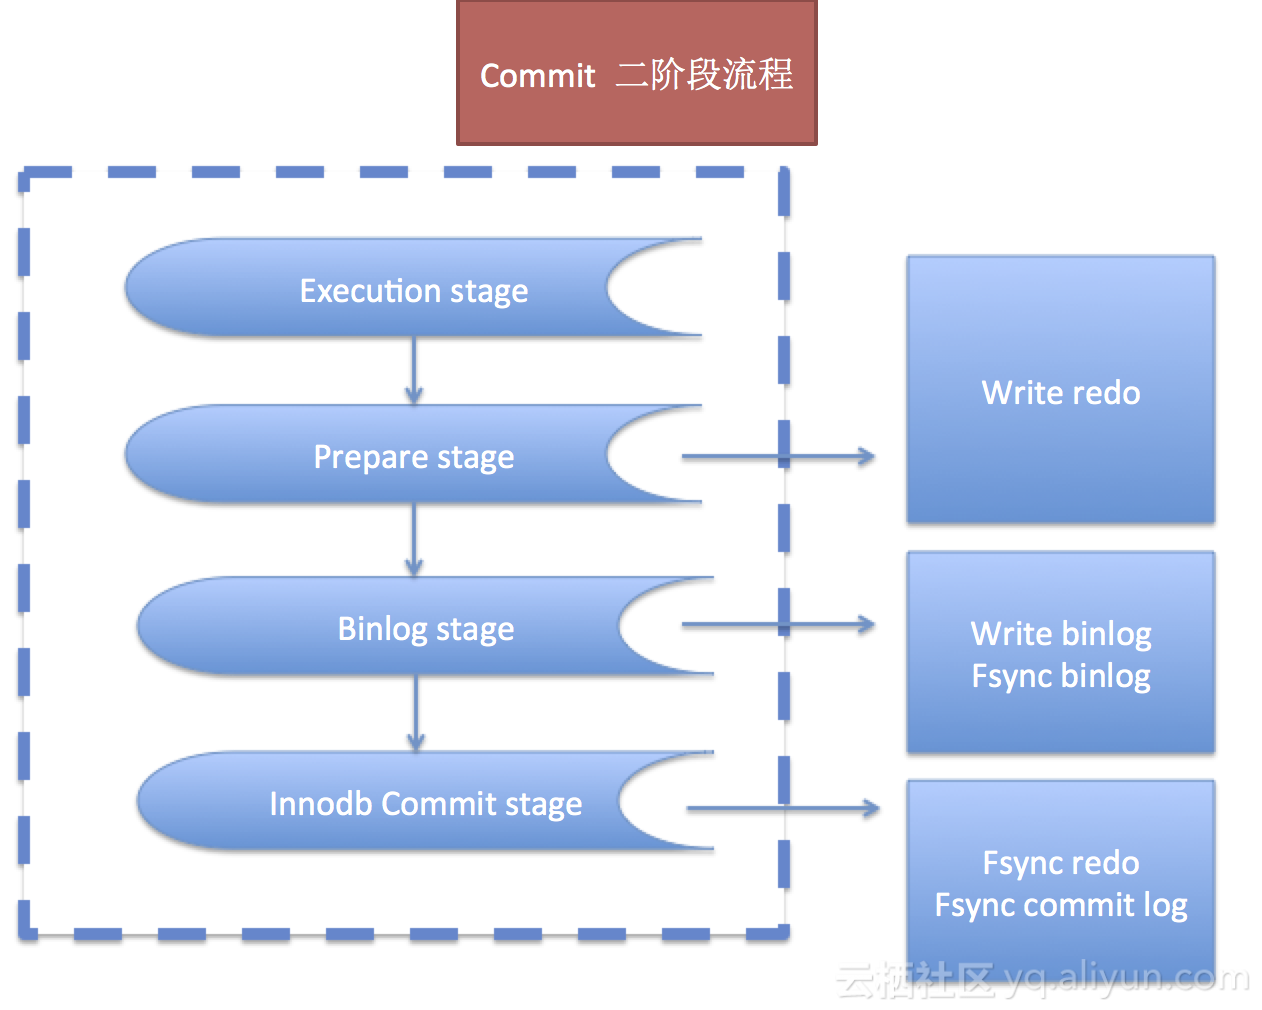 Commit 二阶段流程
Execution stage
Prepare stage
Write redo
Binlog stage
Write binlog
Fsync binlog
Innodb Commit stage
Fsync redo
Fsync commit log
云栖社区 yq.aliyun.com